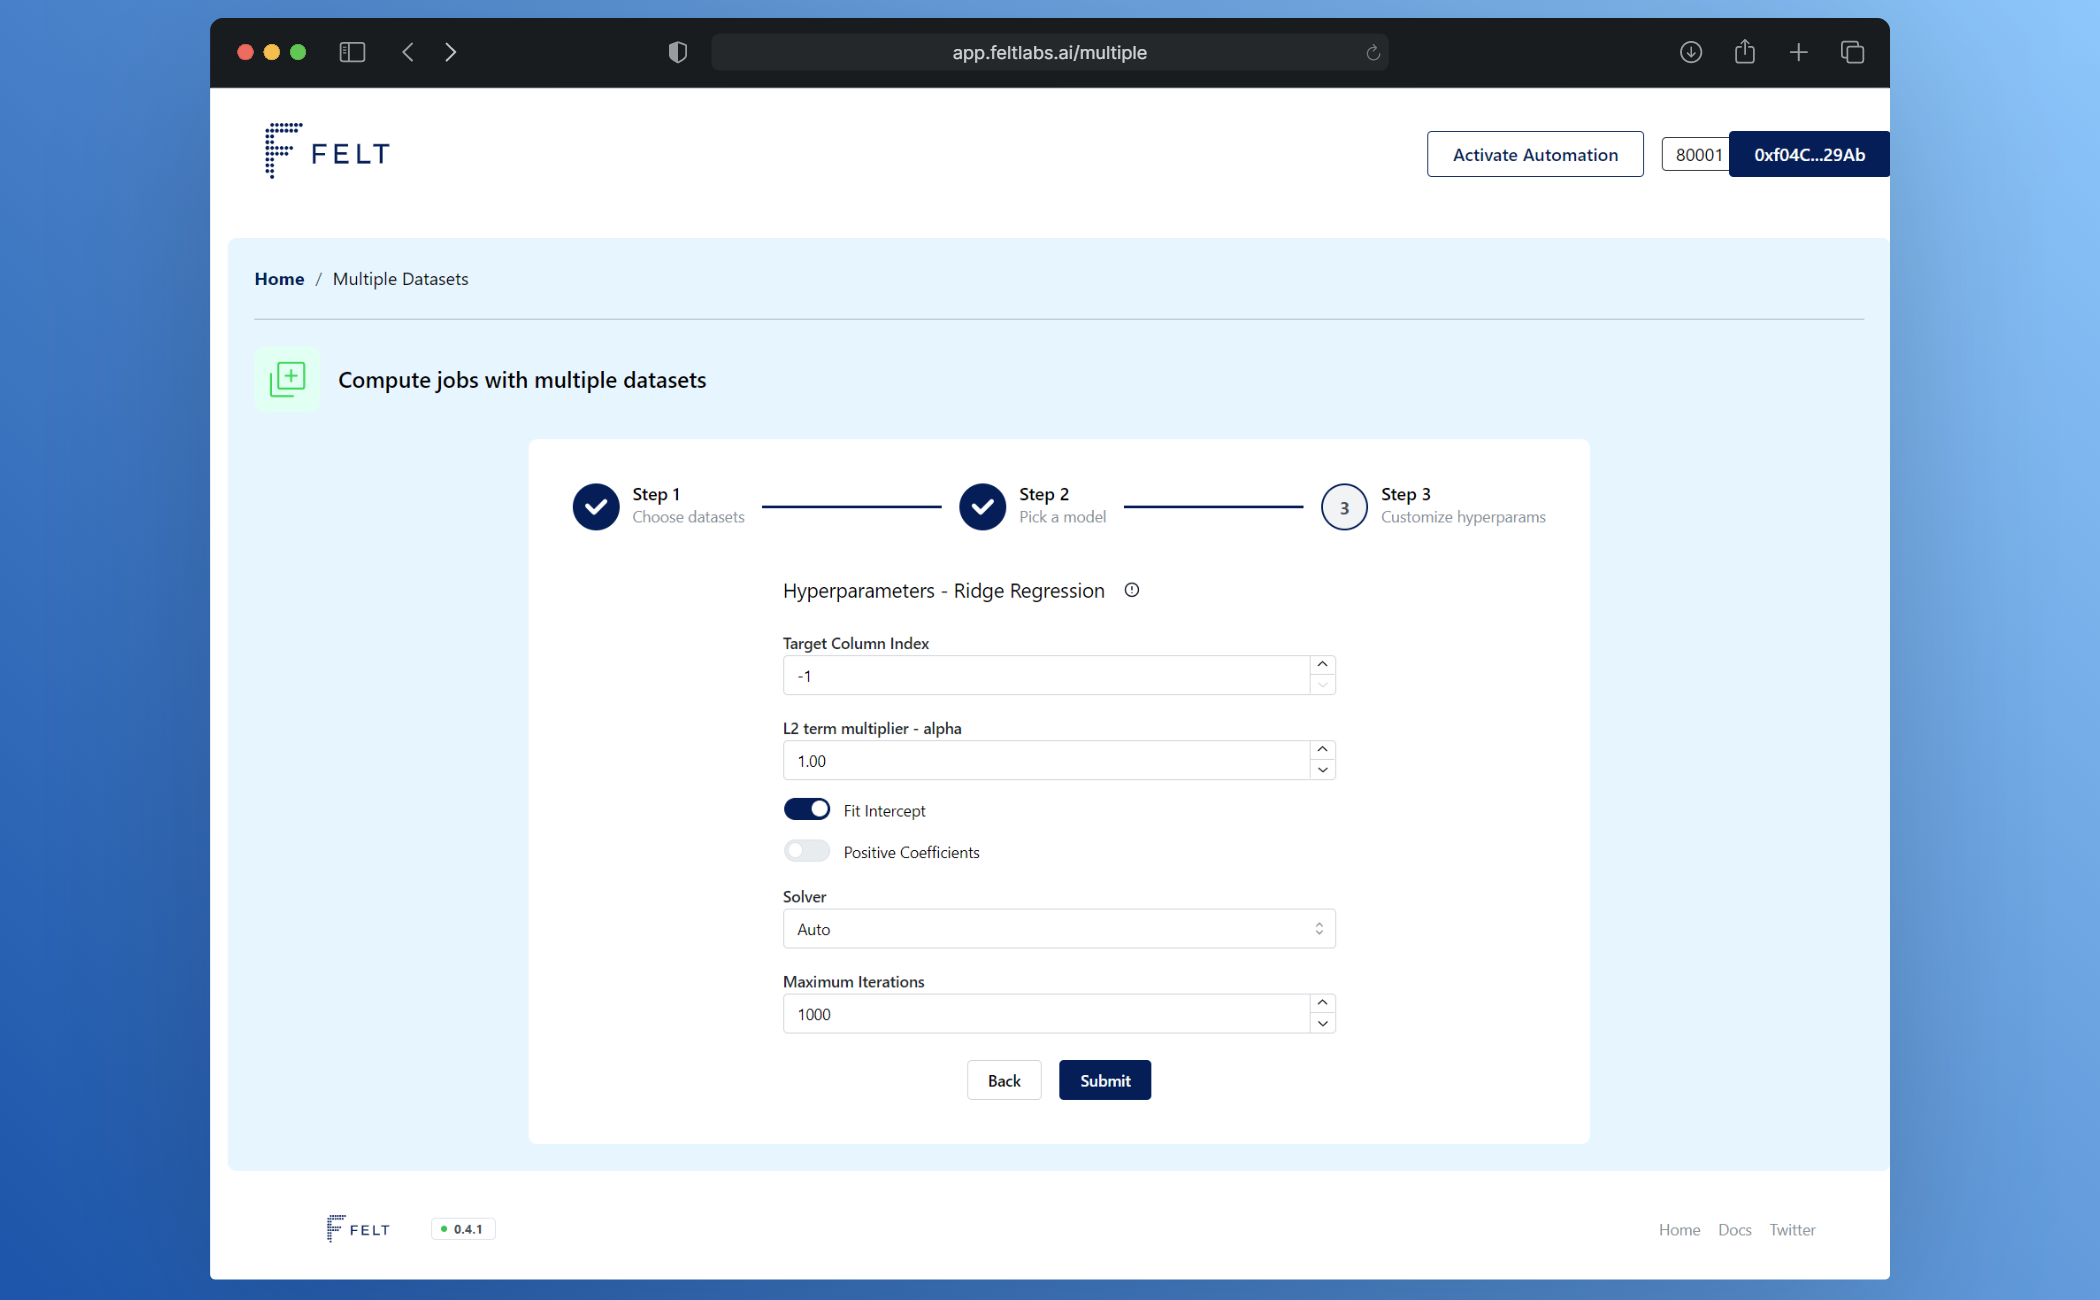 app.feltlabs.ai/multiple
FELT
Activate Automation
80001
0xf04C...29Ab
Home / Multiple Datasets
Compute jobs with multiple datasets
Step 1
Choose datasets
Step 2
Pick a model
3
Step 3
Customize hyperparams
Hyperparameters - Ridge Regression
Target Column Index
-1
L2 term multiplier - alpha
1.00
Fit Intercept
Positive Coefficients
Solver
Auto
Maximum Iterations
1000
Back
Submit
FELT
0.4.1
Home
Docs
Twitter